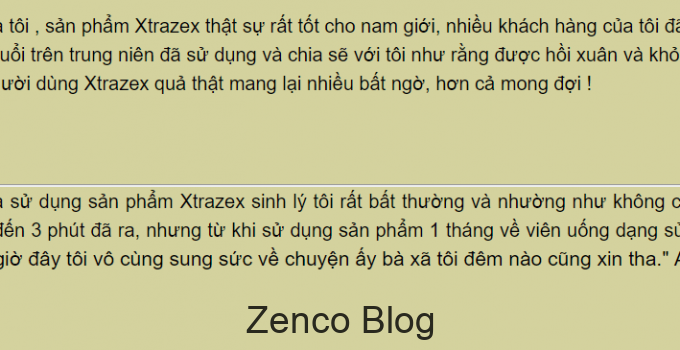 tôi , sản phẩm Xtrazex thật sự rất tốt cho nam giới, nhiều khách hàng của tôi đã
uổi trên trung niên đã sử dụng và chia sẽ với tôi như rằng được hồi xuân và khỏ
ười dùng Xtrazex quả thật mang lại nhiều bất ngờ, hơn cả mong đợi !
sử dụng sản phẩm Xtrazex sinh lý tôi rất bất thường và nhường như không c
đến 3 phút đã ra, nhưng từ khi sử dụng sản phẩm 1 tháng về viên uống dạng sủ
giờ đây tôi vô cùng sung sức về chuyện ấy bà xã tôi đêm nào cũng xin tha." A
Zenco Blog